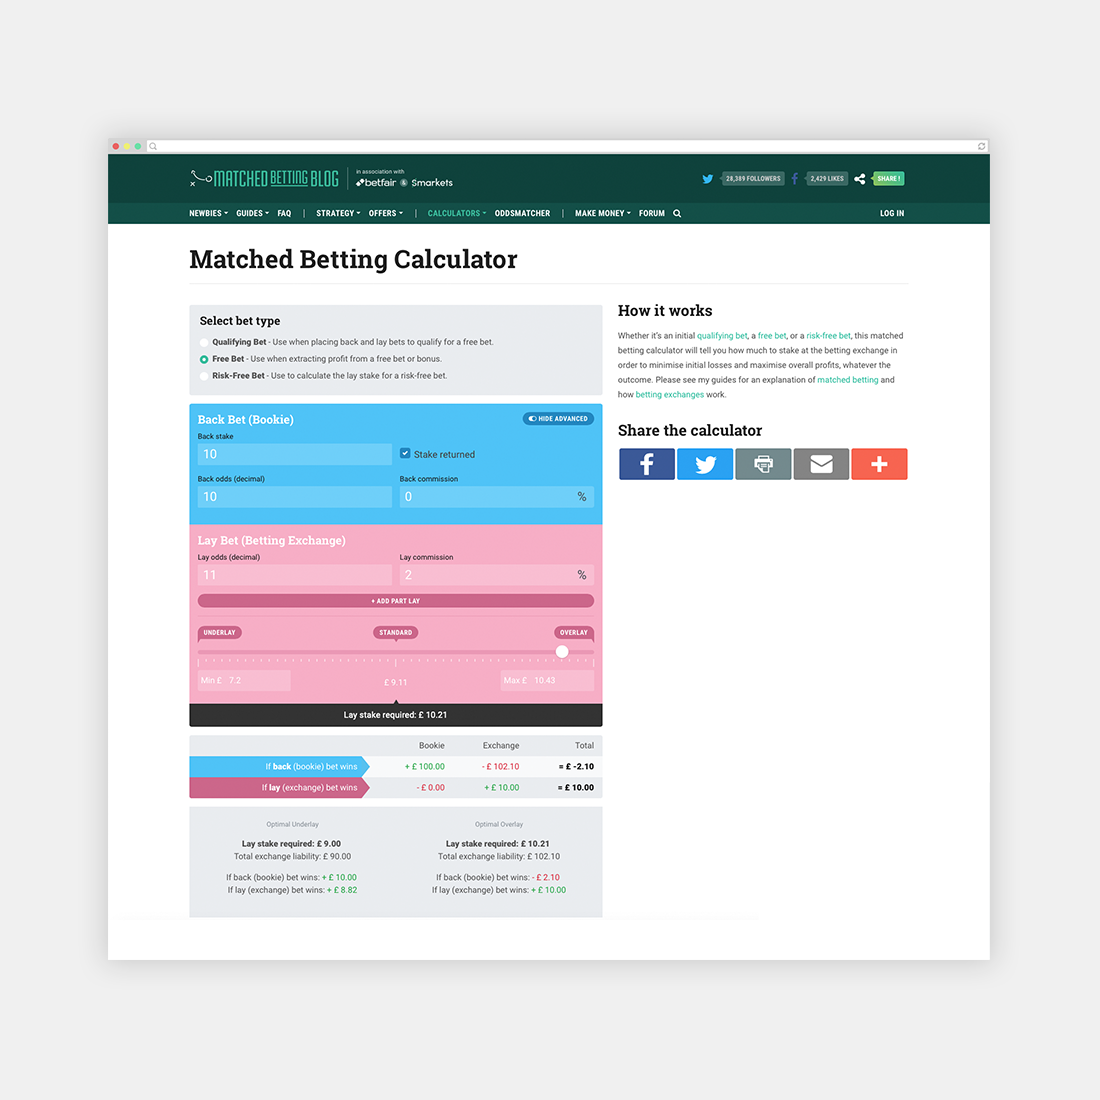 MATCHED BETTING BLOG
in association with
betfair & Smarkets
28,389 FOLLOWERS
2,429 LIKES
SHARE !
NEWBIES GUIDES FAQ | STRATEGY OFFERS | CALCULATORS ODDSMATCHER | MAKE MONEY FORUM
LOG IN
Matched Betting Calculator
Select bet type
Qualifying Bet - Use when placing back and lay bets to qualify for a free bet.
Free Bet - Use when extracting profit from a free bet or bonus.
Risk-Free Bet - Use to calculate the lay stake for a risk-free bet.
Back Bet (Bookie)
HIDE ADVANCED
Back stake
10
Stake returned
Back odds (decimal) Back commission
10 0 %
Lay Bet (Betting Exchange)
Lay odds (decimal) Lay commission
11 2 %
+ ADD PART LAY
UNDERLAY STANDARD OVERLAY
Min £ 7.2 £ 9.11 Max £ 10.43
Lay stake required: £ 10.21
Bookie Exchange Total
If back (bookie) bet wins + £ 100.00 - £ 102.10 = £ -2.10
If lay (exchange) bet wins - £ 0.00 + £ 10.00 = £ 10.00
Optimal Underlay
Lay stake required: £ 9.00
Total exchange liability: £ 90.00
If back (bookie) bet wins: + £ 10.00
If lay (exchange) bet wins: + £ 8.82
Optimal Overlay
Lay stake required: £ 10.21
Total exchange liability: £ 102.10
If back (bookie) bet wins: - £ 2.10
If lay (exchange) bet wins: + £ 10.00
How it works
Whether it's an initial qualifying bet, a free bet, or a risk-free bet, this matched
betting calculator will tell you how much to stake at the betting exchange in
order to minimise initial losses and maximise overall profits, whatever the
outcome. Please see my guides for an explanation of matched betting and
how betting exchanges work.
Share the calculator